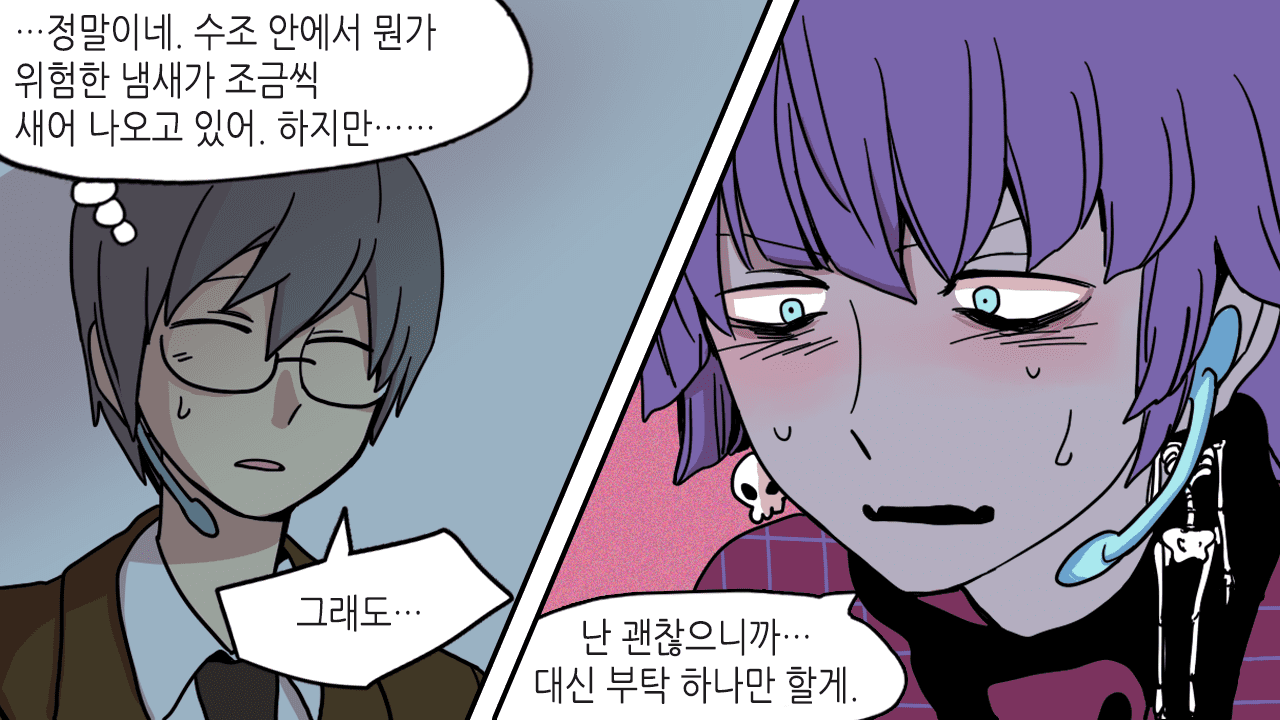 …정말이네. 수조 안에서 뭔가
위험한 냄새가 조금씩
새어 나오고 있어. 하지만……
그래도…
난 괜찮으니까…
대신 부탁 하나만 할게.